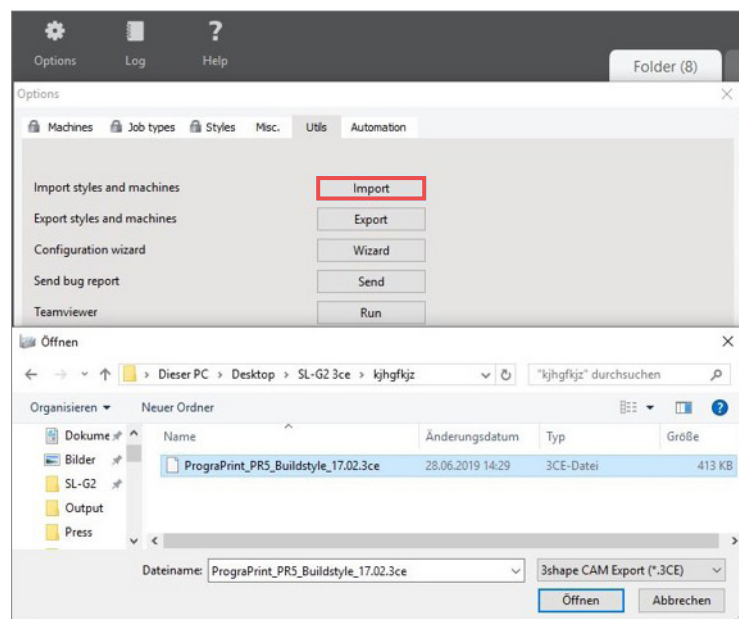 Options Log Help
Folder (8)
Options
Machines Job types Styles Misc. Utils Automation
Import styles and machines Import
Export styles and machines Export
Configuration wizard Wizard
Send bug report Send
Teamviewer Run
Öffnen
Dieser PC > Desktop > SL-G2 3ce > kjhgfkjz "kjhgfkjz" durchsuchen
Organisieren Neuer Ordner
Dokume Name Änderungsdatum Typ Größe
Bilder PrograPrint_PR5_Buildstyle_17.02.3ce 28.06.2019 14:29 3CE-Datei 413 KB
SL-G2
Output
Press
Dateiname: PrograPrint_PR5_Buildstyle_17.02.3ce 3shape CAM Export (*.3CE)
Öffnen Abbrechen